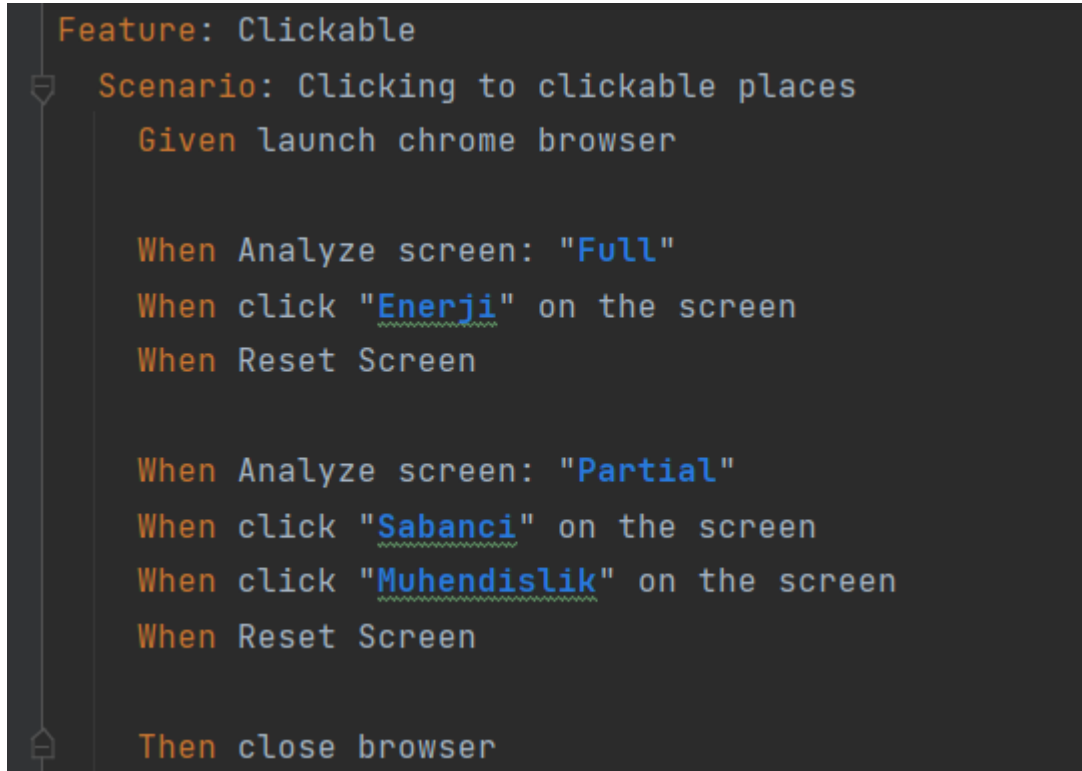 Feature: Clickable
Scenario: Clicking to clickable places
Given launch chrome browser
When Analyze screen: "Full"
When click "Enerji" on the screen
When Reset Screen
When Analyze screen: "Partial"
When click "Sabanci" on the screen
When click "Muhendislik" on the screen
When Reset Screen
Then close browser